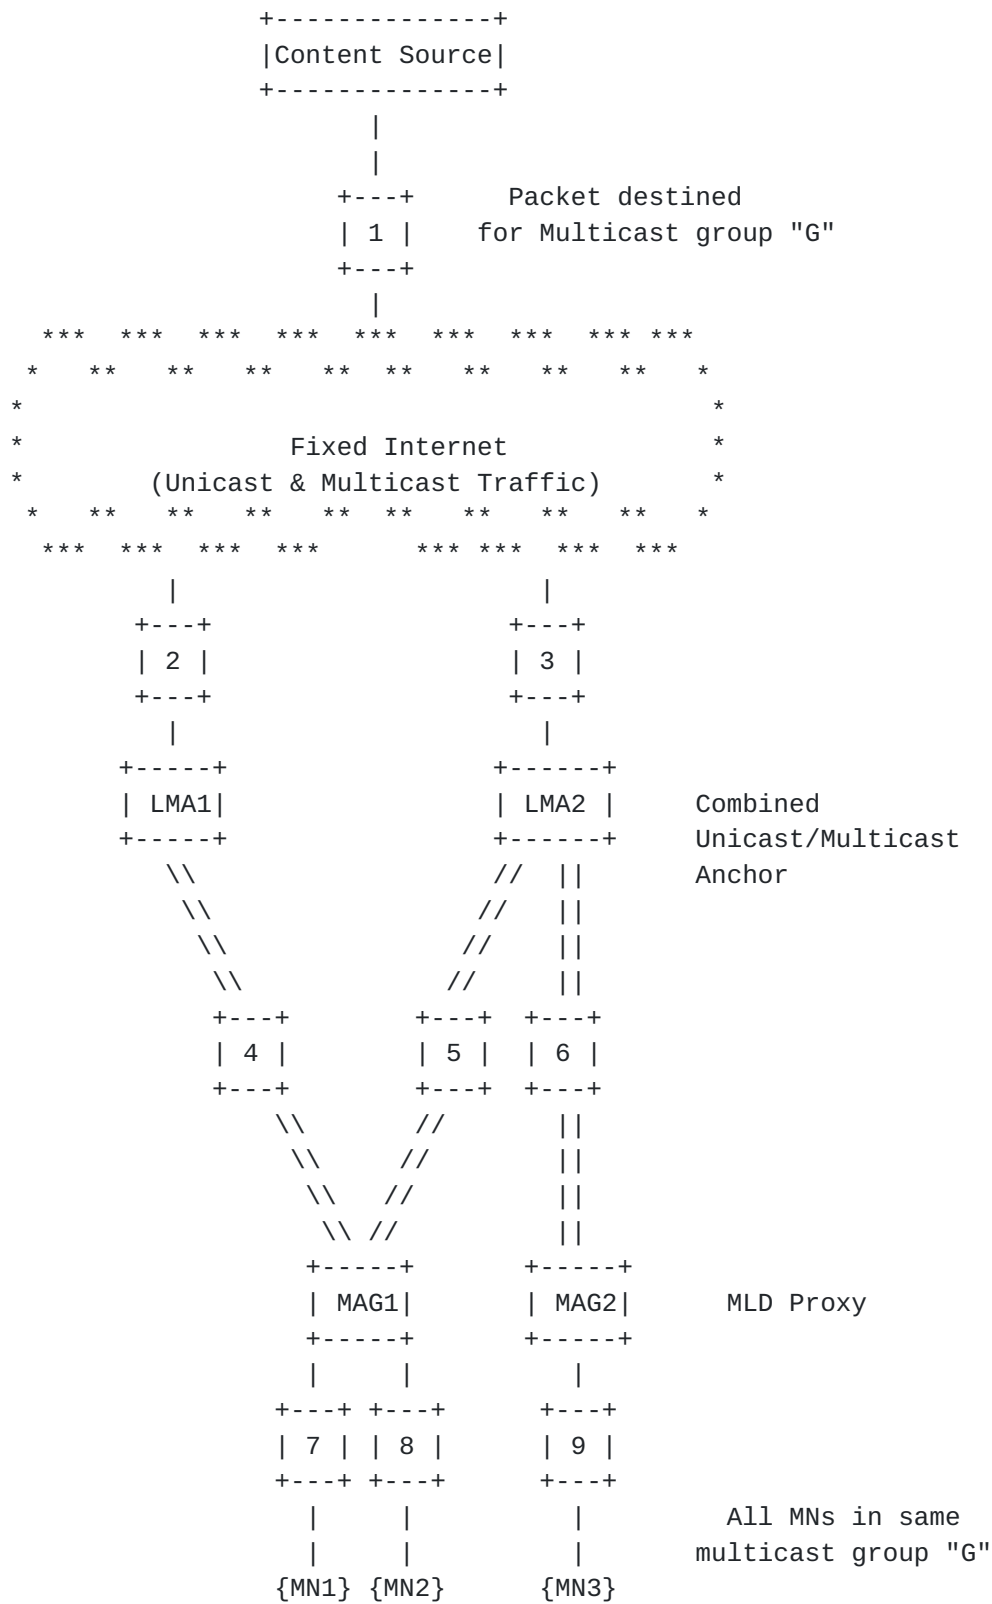 Content Source
Packet destined
1 for Multicast group "G"
Fixed Internet
(Unicast & Multicast Traffic)
2 3
LMA1 LMA2 Combined
Unicast/Multicast
Anchor
4 5 6
MAG1 MAG2 MLD Proxy
7 8 9
All MNs in same
multicast group "G"
{MN1} {MN2} {MN3}